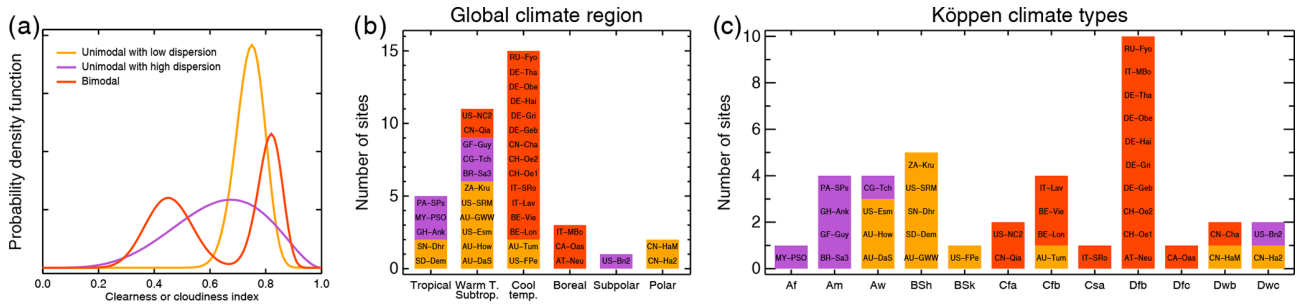 (a)
Probability density function
Unimodal with low dispersion
Unimodal with high dispersion
Bimodal
0.0 0.2 0.4 0.6 0.8 1.0
Clearness or cloudiness index
(b)
Global climate region
Number of sites
15
10
5
0
PA-SPs
MY-PSO
GH-Ank
SN-Dhr
SD-Dem
US-NC2
CN-Qia
GF-Guy
CG-Tch
BR-Sa3
ZA-Kru
US-SRM
AU-GWW
US-Esm
AU-How
AU-DaS
RU-Fyo
DE-Tha
DE-Obe
DE-Hai
DE-Gri
DE-Geb
CN-Cha
CH-Oe2
CH-Oe1
IT-SRo
IT-Lav
BE-Vie
BE-Lon
AU-Tum
US-FPe
IT-MBo
CA-Oas
AT-Neu
US-Bn2
CN-HaM
CN-Ha2
Tropical Warm T. Cool Boreal Subpolar Polar
Subtrop. temp.
(c)
Köppen climate types
Number of sites
10
8
6
4
2
0
MY-PSO
PA-SPs
GH-Ank
GF-Guy
BR-Sa3
CG-Tch
US-Esm
AU-How
AU-DaS
ZA-Kru
US-SRM
SN-Dhr
SD-Dem
AU-GWW
US-FPe
US-NC2
CN-Qia
IT-Lav
BE-Vie
BE-Lon
AU-Tum
IT-SRo
RU-Fyo
IT-MBo
DE-Tha
DE-Obe
DE-Hai
DE-Gri
DE-Geb
CH-Oe2
CH-Oe1
AT-Neu
CA-Oas
CN-Cha
CN-HaM
US-Bn2
CN-Ha2
Af Am Aw BSh BSk Cfa Cfb Csa Dfb Dfc Dwb Dwc